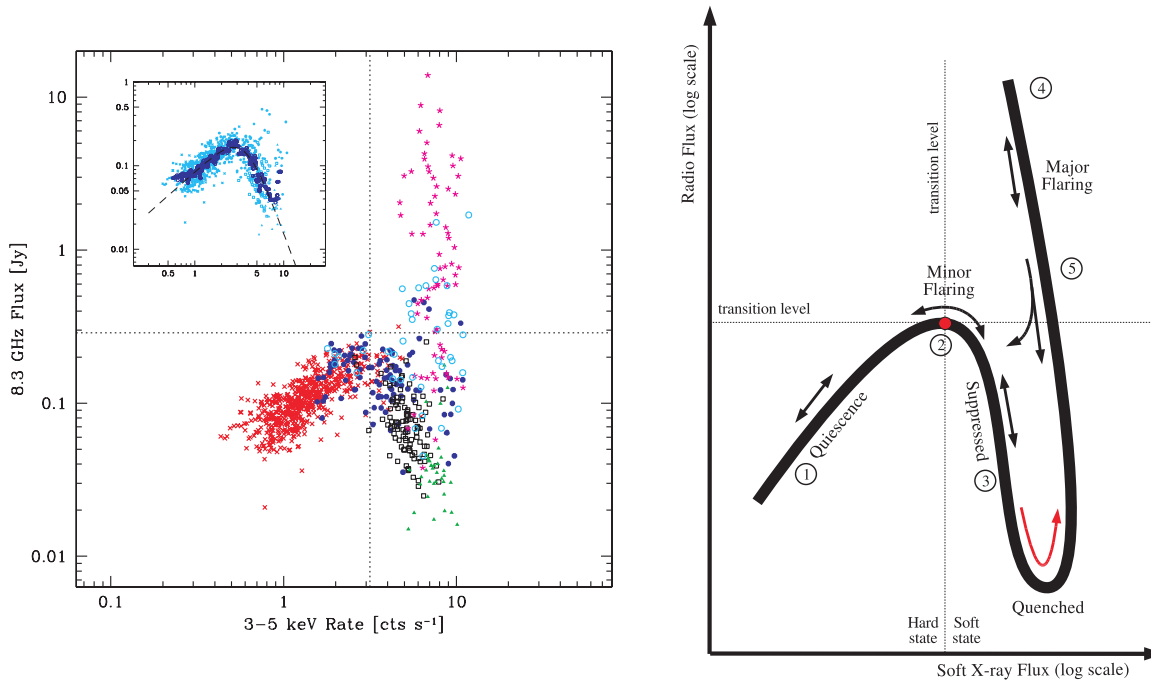 10
1
0.1
0.01
8.3 GHz Flux [Jy]
0.1
1
10
3−5 keV Rate [cts s⁻¹]
1
0.5
0.1
0.05
0.01
0.5
1
5
10
Radio Flux (log scale)
transition level
4
Major
Flaring
5
Minor
Flaring
transition level
2
Quiescence
1
Suppressed
3
Quenched
Hard
state
Soft
state
Soft X-ray Flux (log scale)